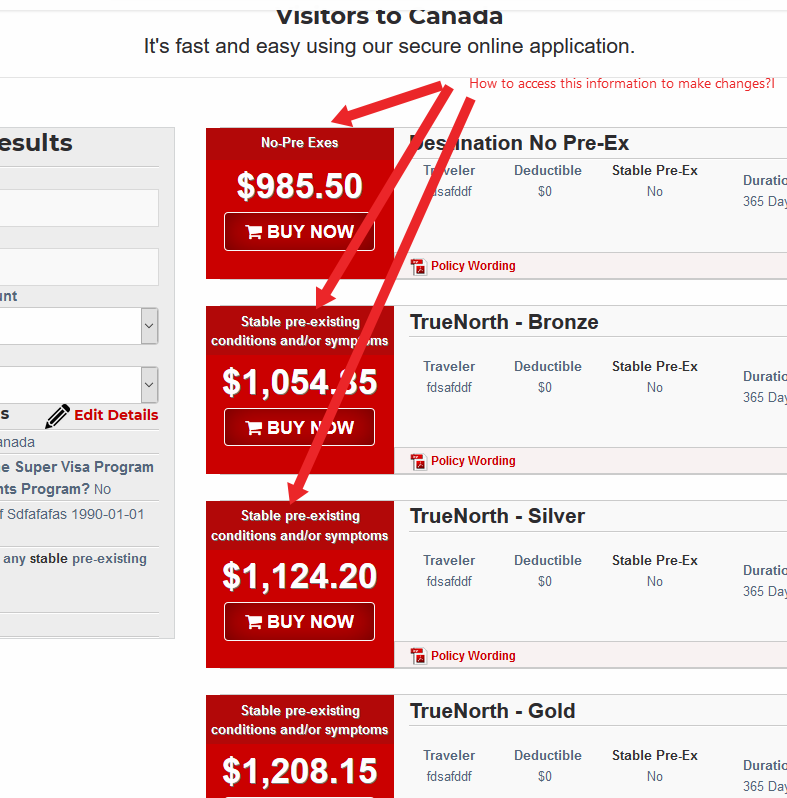 Visitors to Canada
It's fast and easy using our secure online application.
How to access this information to make changes?I
esults
unt
s
Edit Details
anada
e Super Visa Program
nts Program? No
f Sdfafafas 1990-01-01
any stable pre-existing
No-Pre Exes
$985.50
BUY NOW
Destination No Pre-Ex
Traveler Deductible Stable Pre-Ex Duratio
fdsafddf $0 No 365 Day
Policy Wording
Stable pre-existing
conditions and/or symptoms
$1,054.85
BUY NOW
TrueNorth - Bronze
Traveler Deductible Stable Pre-Ex Duratio
fdsafddf $0 No 365 Day
Policy Wording
Stable pre-existing
conditions and/or symptoms
$1,124.20
BUY NOW
TrueNorth - Silver
Traveler Deductible Stable Pre-Ex Duratio
fdsafddf $0 No 365 Day
Policy Wording
Stable pre-existing
conditions and/or symptoms
$1,208.15
TrueNorth - Gold
Traveler Deductible Stable Pre-Ex Duratio
fdsafddf $0 No 365 Day